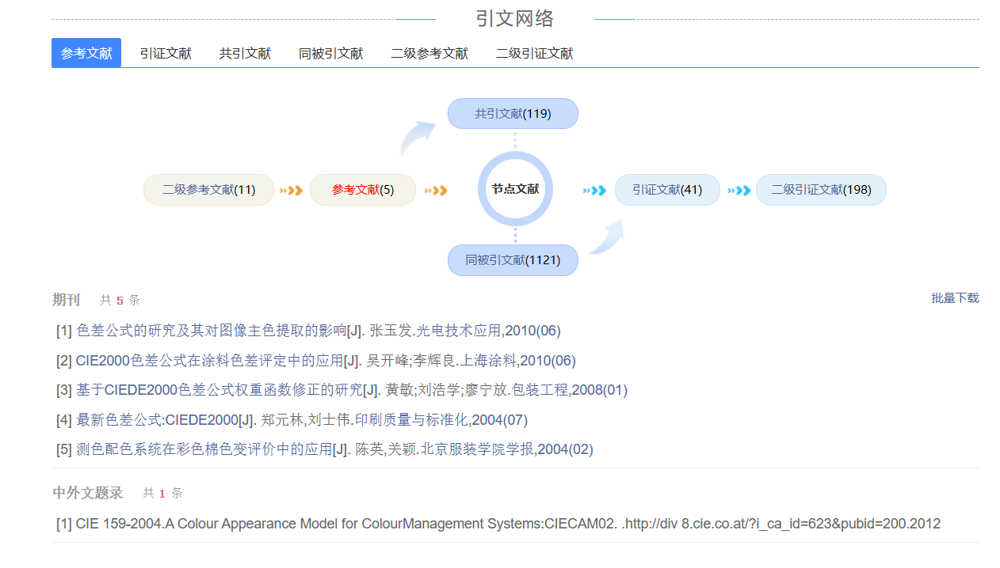 引文网络
参考文献 引证文献 共引文献 同被引文献 二级参考文献 二级引证文献
共引文献(119)
二级参考文献(11) 参考文献(5) 节点文献 引证文献(41) 二级引证文献(198)
同被引文献(1121)
期刊 共 5 条 批量下载
[1] 色差公式的研究及其对图像主色提取的影响[J]. 张玉发.光电技术应用,2010(06)
[2] CIE2000色差公式在涂料色差评定中的应用[J]. 吴开峰;李辉良.上海涂料,2010(06)
[3] 基于CIEDE2000色差公式权重函数修正的研究[J]. 黄敏;刘浩学;廖宁放.包装工程,2008(01)
[4] 最新色差公式:CIEDE2000[J]. 郑元林,刘士伟.印刷质量与标准化,2004(07)
[5] 测色配色系统在彩色棉色变评价中的应用[J]. 陈英,关颖.北京服装学院学报,2004(02)
中外文题录 共 1 条
[1] CIE 159-2004.A Colour Appearance Model for ColourManagement Systems:CIECAM02. .http://div 8.cie.co.at/?i_ca_id=623&pubid=200.2012